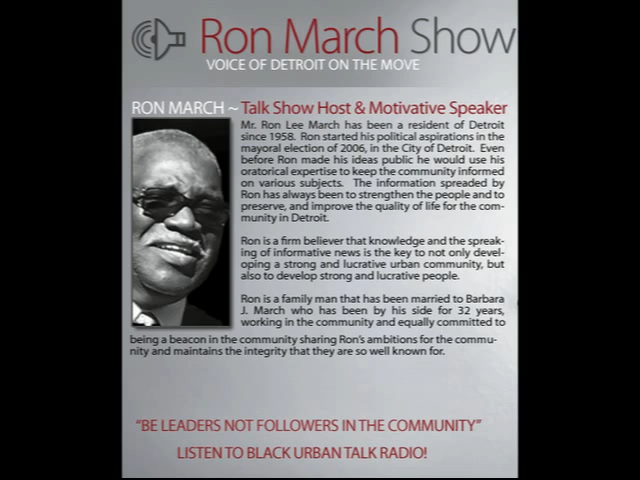 Ron March Show
VOICE OF DETROIT ON THE MOVE
RON MARCH ~ Talk Show Host & Motivative Speaker
Mr. Ron Lee March has been a resident of Detroit
since 1958. Ron started his political aspirations in the
mayoral election of 2006, in the City of Detroit. Even
before Ron made his ideas public he would use his
oratorical expertise to keep the community informed
on various subjects. The information spreaded by
Ron has always been to strengthen the people and to
preserve, and improve the quality of life for the com-
munity in Detroit.
Ron is a firm believer that knowledge and the spreak-
ing of informative news is the key to not only devel-
oping a strong and lucrative urban community, but
also to develop strong and lucrative people.
Ron is a family man that has been married to Barbara
J. March who has been by his side for 32 years,
working in the community and equally committed to
being a beacon in the community sharing Ron's ambitions for the commu-
nity and maintains the integrity that they are so well known for.
"BE LEADERS NOT FOLLOWERS IN THE COMMUNITY"
LISTEN TO BLACK URBAN TALK RADIO!